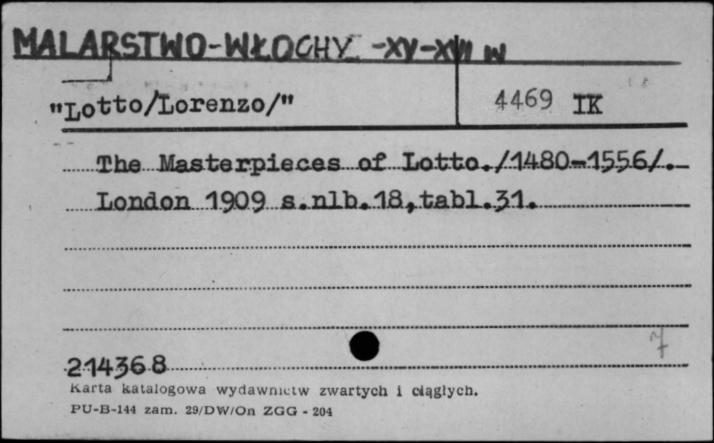 MALARSTWO-WŁOCHY -XV-XVI w
"Lotto/Lorenzo/" 4469 IK
The Masterpieces of Lotto./1480-1556/.
London 1909 s.nlb.18,tabl.31.
7
214368
Karta katalogowa wydawnictw zwartych i ciągłych.
PU-B-144 zam. 29/DW/On ZGG - 204